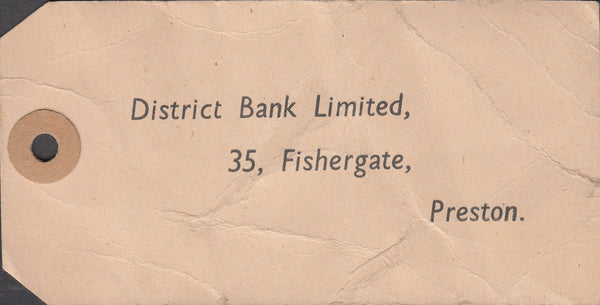 District Bank Limited,
35, Fishergate,
Preston.